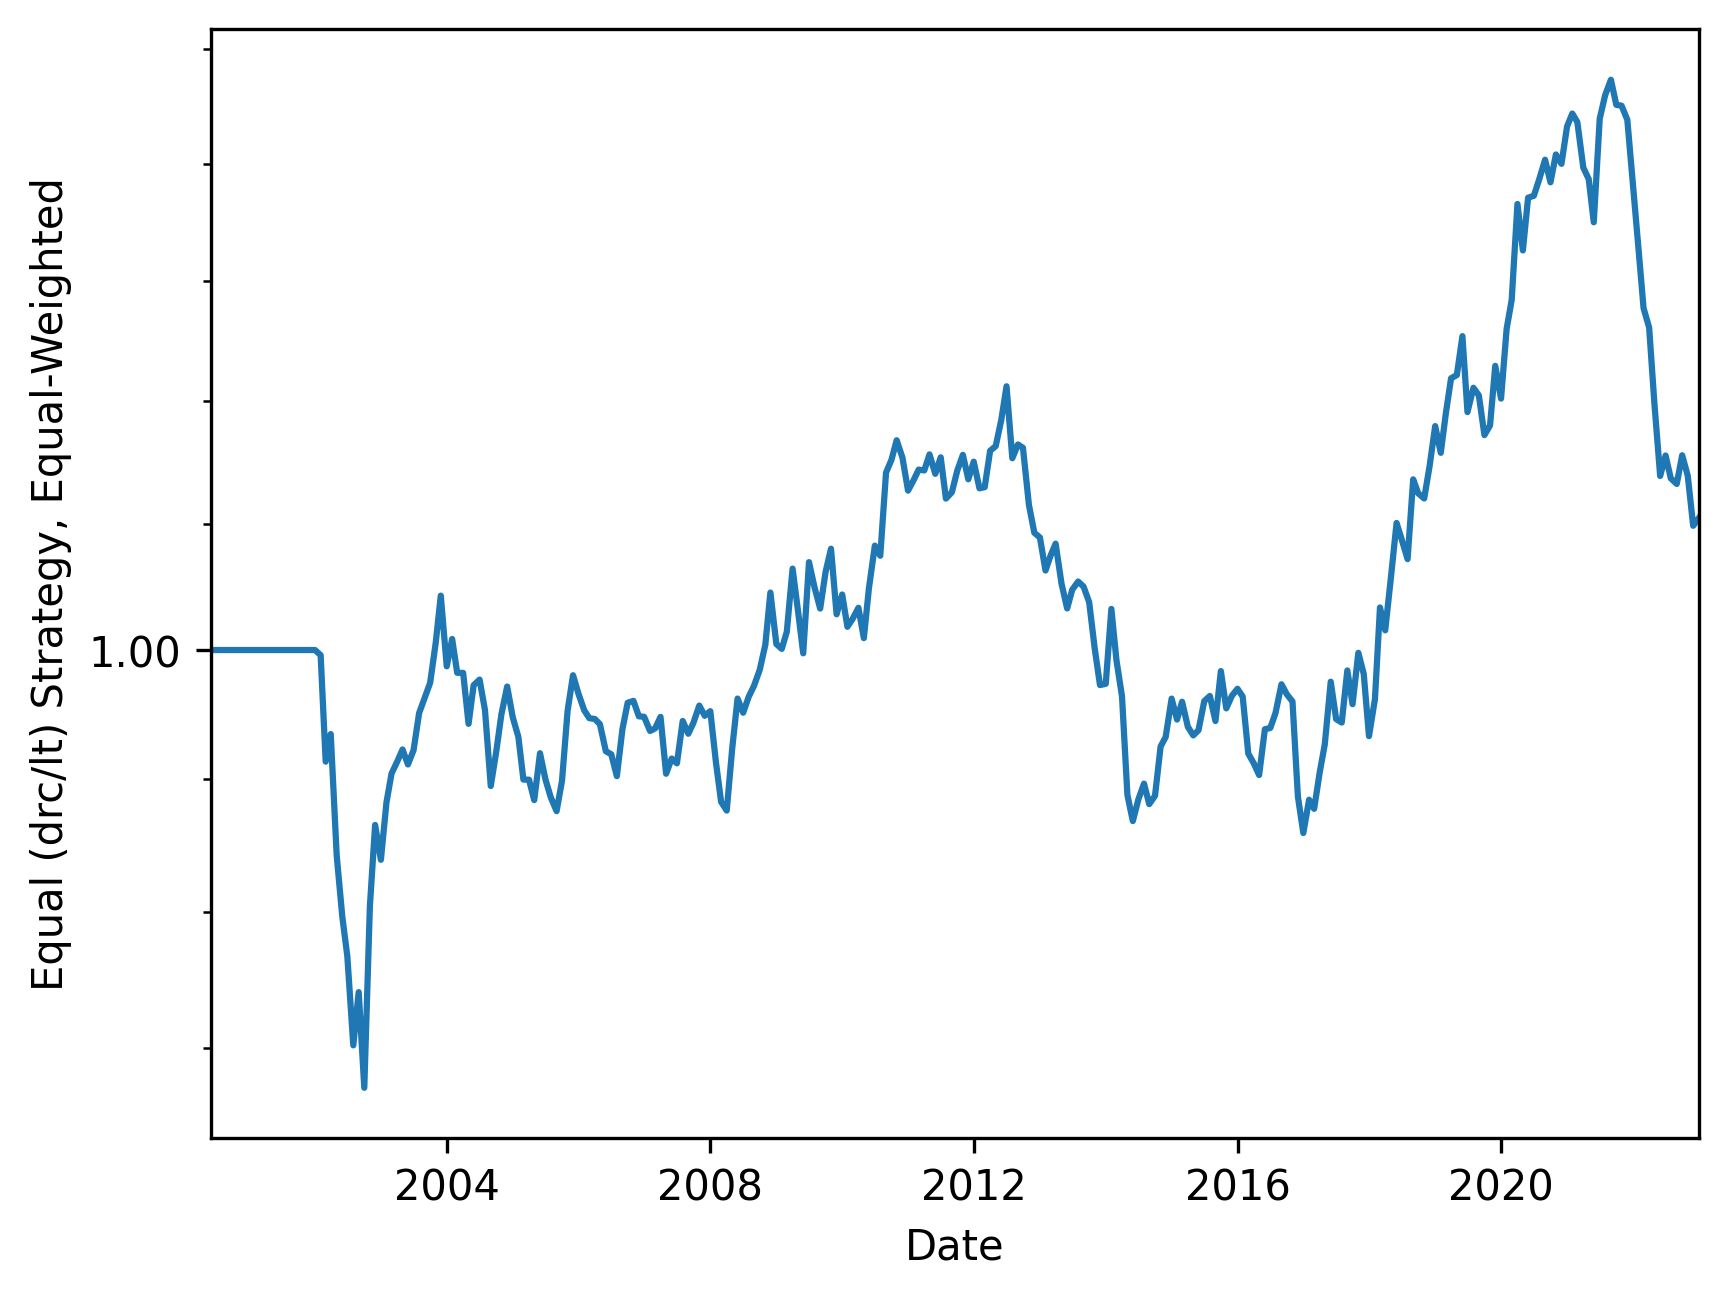 Equal (drc/lt) Strategy, Equal-Weighted
1.00
2004 2008 2012 2016 2020
Date